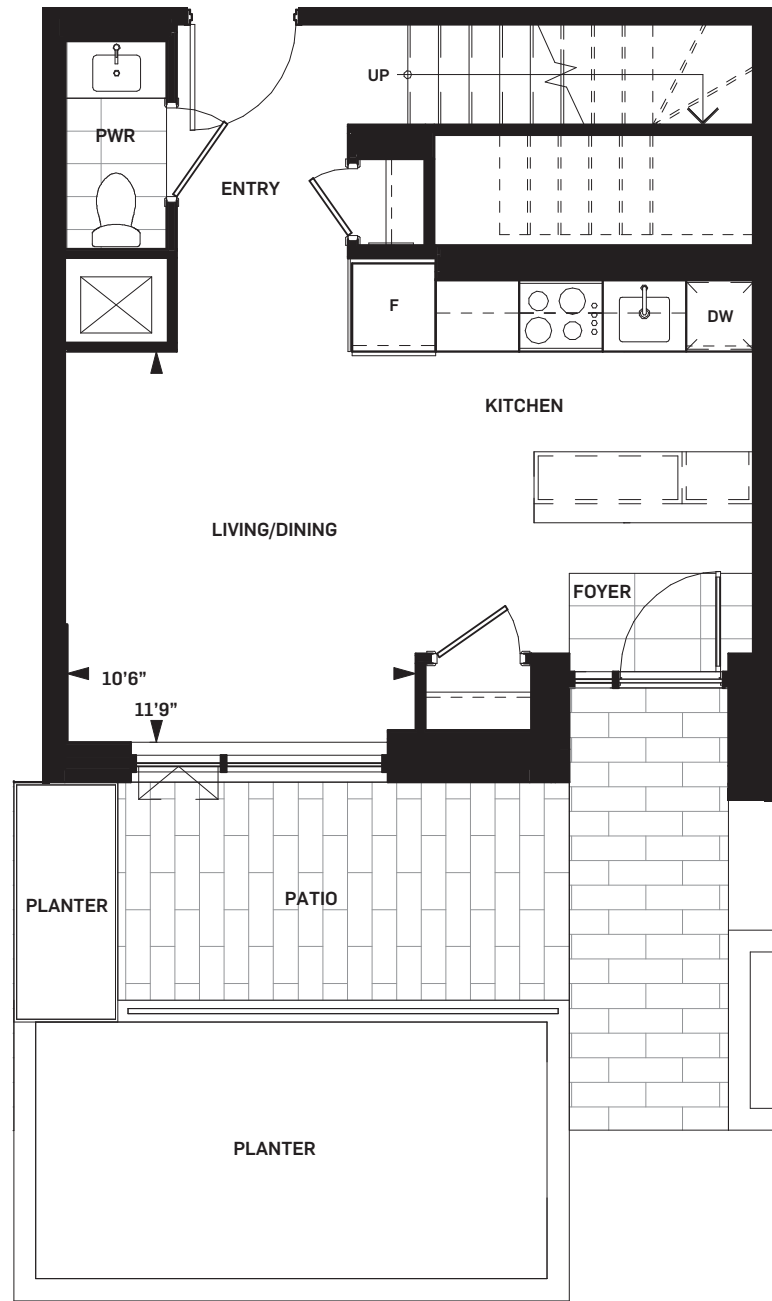 UP
PWR
ENTRY
F
DW
KITCHEN
LIVING/DINING
FOYER
10'6”
11'9”
PLANTER
PATIO
PLANTER